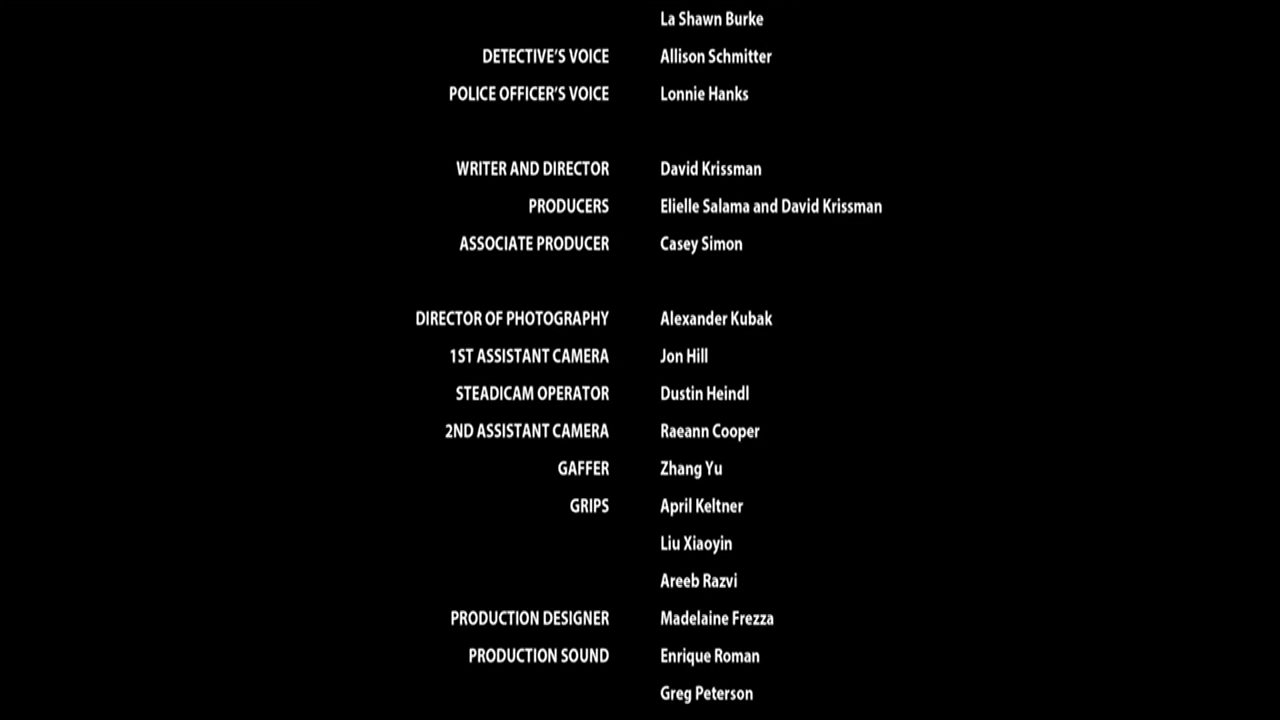 La Shawn Burke
DETECTIVE'S VOICE Allison Schmitter
POLICE OFFICER'S VOICE Lonnie Hanks
WRITER AND DIRECTOR David Krissman
PRODUCERS Elielle Salama and David Krissman
ASSOCIATE PRODUCER Casey Simon
DIRECTOR OF PHOTOGRAPHY Alexander Kubak
1ST ASSISTANT CAMERA Jon Hill
STEADICAM OPERATOR Dustin Heindl
2ND ASSISTANT CAMERA Raeann Cooper
GAFFER Zhang Yu
GRIPS April Keltner
Liu Xiaoyin
Areeb Razvi
PRODUCTION DESIGNER Madelaine Frezza
PRODUCTION SOUND Enrique Roman
Greg Peterson